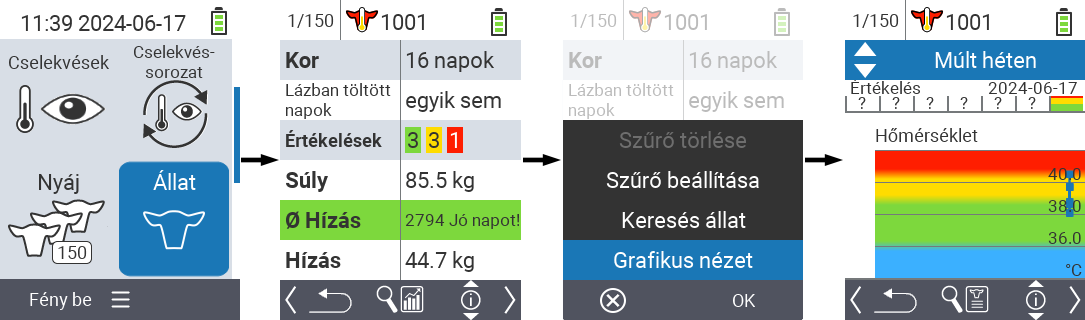 11:39 2024-06-17
Cselekvések
Cselekvés-
sorozat
Nyáj
150
Állat
Fény be
1/150
1001
Kor
16 napok
Lázban töltött
napok
egyik sem
Értékelések
3 3 1
Súly
85.5 kg
Ø Hízás
2794 Jó napot!
Hízás
44.7 kg
1/150
1001
Kor
16 napok
Lázban töltött
napok
egyik sem
Szűrő törlése
Szűrő beállítása
Keresés állat
Grafikus nézet
OK
1/150
1001
Múlt héten
Értékelés
2024-06-17
? ? ? ? ? ?
Hőmérséklet
40.0
38.0
36.0
°C